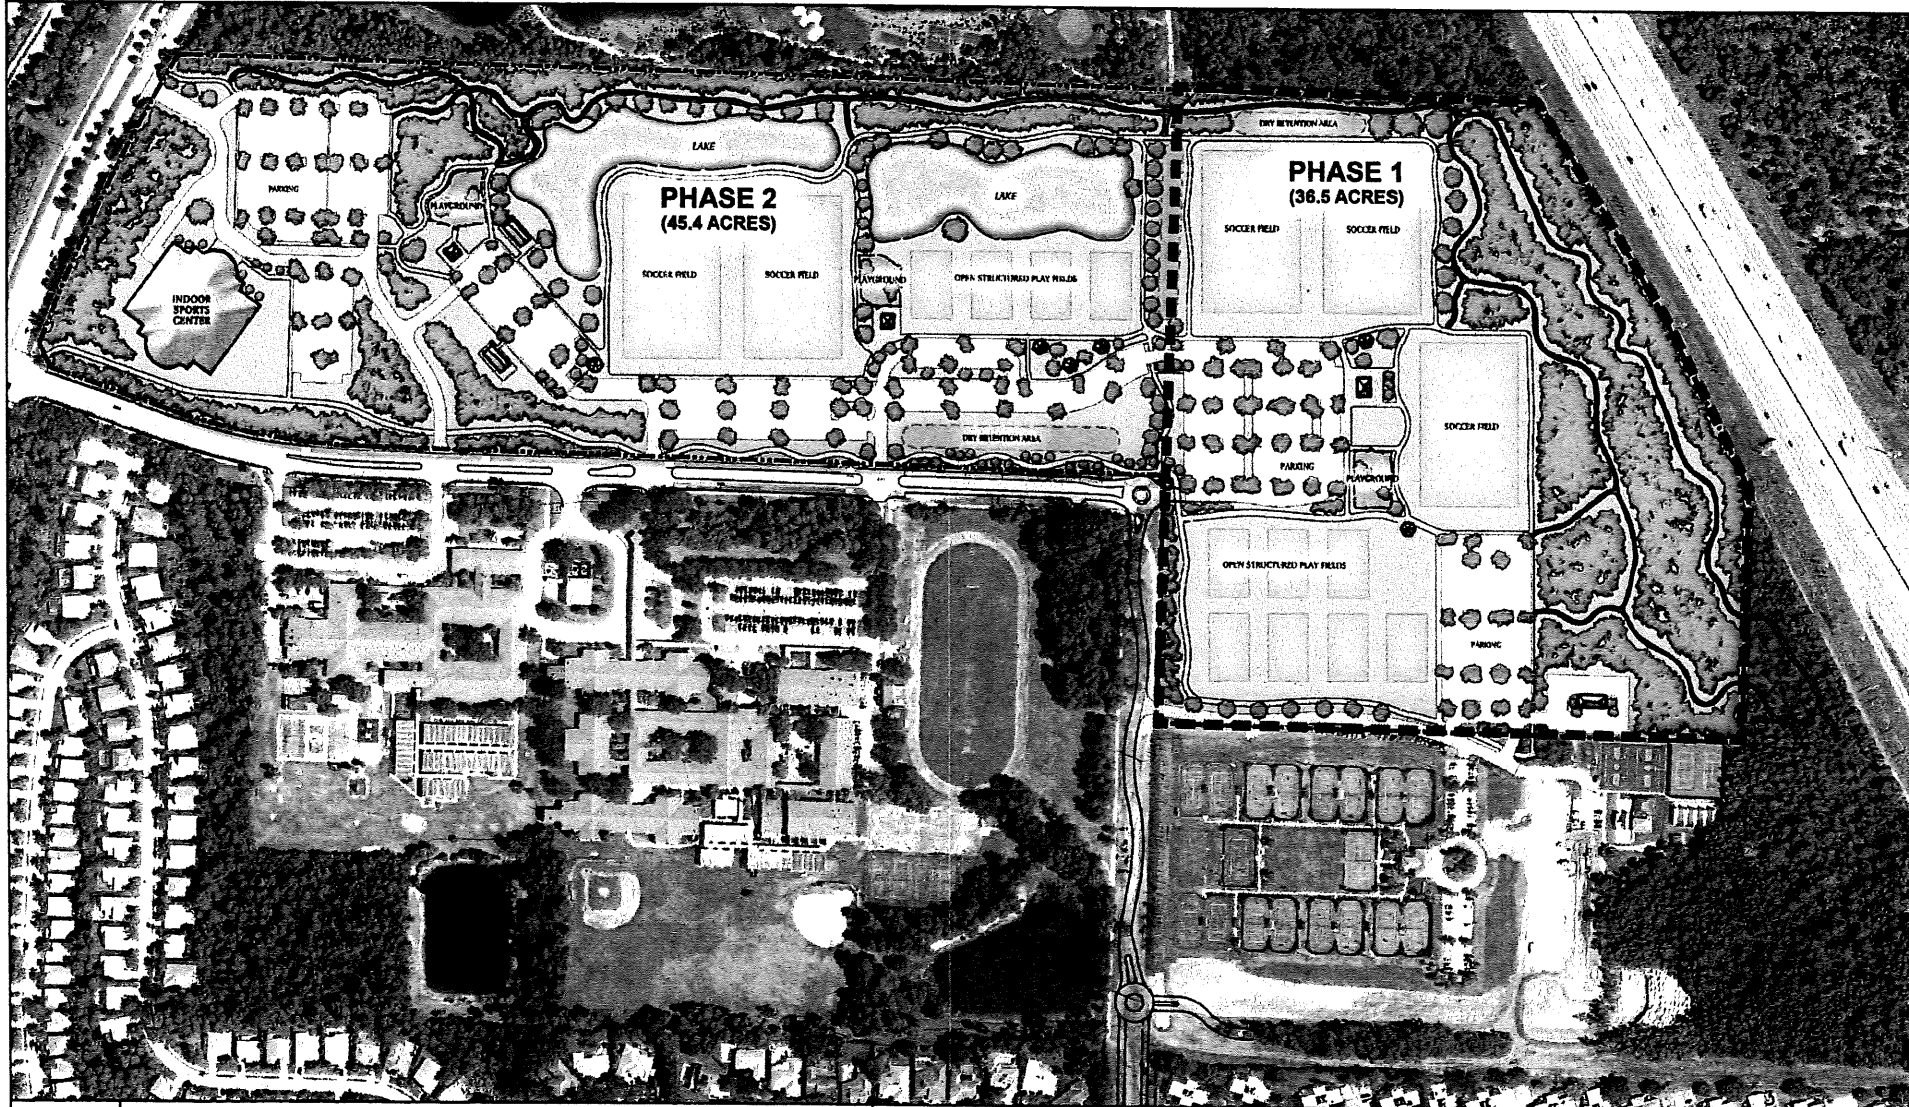 DRY RETENTION AREA
LAKE
PHASE 1
(36.5 ACRES)
PARKING
PHASE 2
(45.4 ACRES)
PLAYGROUND
LAKE
SOCCER FIELD
SOCCER FIELD
SOCCER FIELD
SOCCER FIELD
PLAYGROUND
OPEN STRUCTURED PLAY FIELDS
INDOOR
SPORTS
CENTER
SOCCER FIELD
DRY RETENTION AREA
PARKING
PLAYGROUND
OPEN STRUCTURED PLAY FIELDS
PARKING